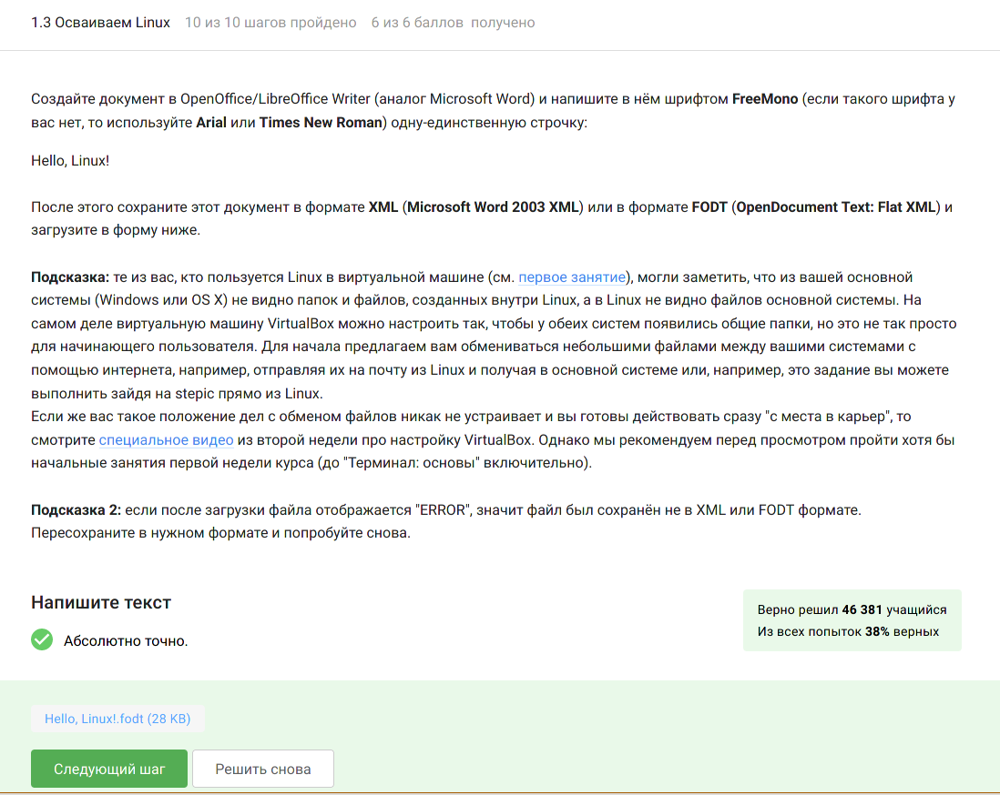 1.3 Осваиваем Linux 10 из 10 шагов пройдено 6 из 6 баллов получено
Создайте документ в OpenOffice/LibreOffice Writer (аналог Microsoft Word) и напишите в нём шрифтом FreeMono (если такого шрифта у
вас нет, то используйте Arial или Times New Roman) одну-единственную строчку:
Hello, Linux!
После этого сохраните этот документ в формате XML (Microsoft Word 2003 XML) или в формате FODT (OpenDocument Text: Flat XML) и
загрузите в форму ниже.
Подсказка: те из вас, кто пользуется Linux в виртуальной машине (см. первое занятие), могли заметить, что из вашей основной
системы (Windows или OS X) не видно папок и файлов, созданных внутри Linux, а в Linux не видно файлов основной системы. На
самом деле виртуальную машину VirtualBox можно настроить так, чтобы у обеих систем появились общие папки, но это не так просто
для начинающего пользователя. Для начала предлагаем вам обмениваться небольшими файлами между вашими системами с
помощью интернета, например, отправляя их на почту из Linux и получая в основной системе или, например, это задание вы можете
выполнить зайдя на stepic прямо из Linux.
Если же вас такое положение дел с обменом файлов никак не устраивает и вы готовы действовать сразу "с места в карьер", то
смотрите специальное видео из второй недели про настройку VirtualBox. Однако мы рекомендуем перед просмотром пройти хотя бы
начальные занятия первой недели курса (до "Терминал: основы" включительно).
Подсказка 2: если после загрузки файла отображается "ERROR", значит файл был сохранён не в XML или FODT формате.
Пересохраните в нужном формате и попробуйте снова.
Напишите текст
Абсолютно точно.
Верно решил 46 381 учащийся
Из всех попыток 38% верных
Hello, Linux!.fodt (28 KB)
Следующий шаг Решить снова